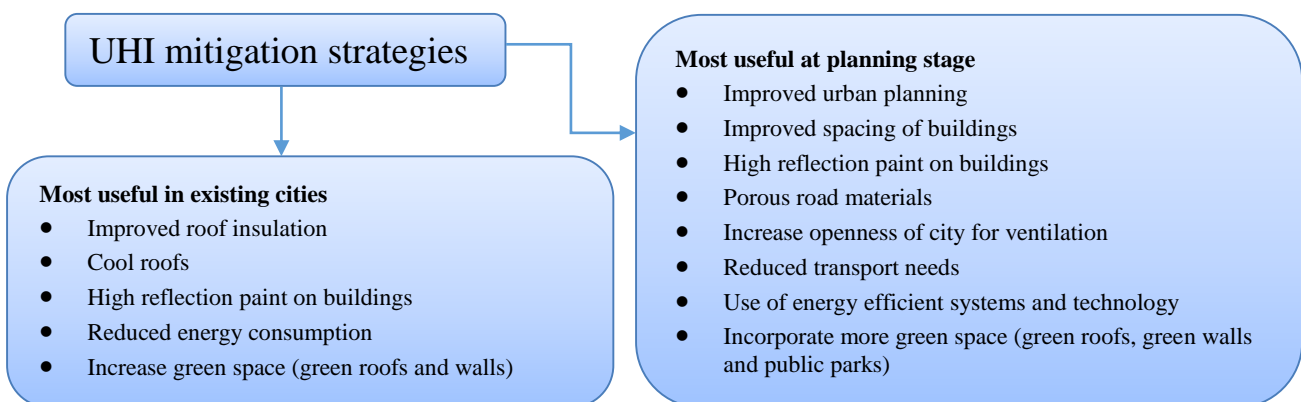 UHI mitigation strategies
Most useful in existing cities
● Improved roof insulation
● Cool roofs
● High reflection paint on buildings
● Reduced energy consumption
● Increase green space (green roofs and walls)
Most useful at planning stage
● Improved urban planning
● Improved spacing of buildings
● High reflection paint on buildings
● Porous road materials
● Increase openness of city for ventilation
● Reduced transport needs
● Use of energy efficient systems and technology
● Incorporate more green space (green roofs, green walls
and public parks)